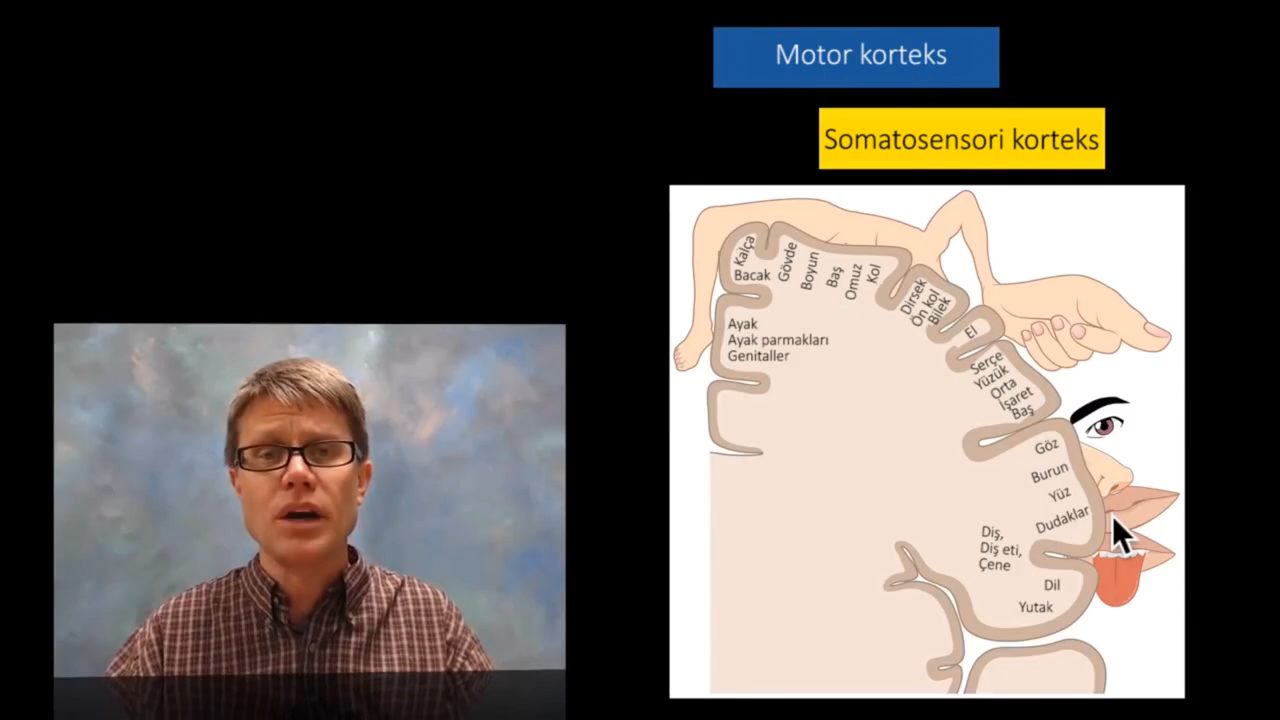 Motor korteks
Somatosensori korteks
Kalça
Bacak
Gövde
Boyun
Baş
Omuz
Kol
Dirsek
Ön kol
Bilek
El
Ayak
Ayak parmakları
Genitaller
Serçe
Yüzük
Orta
İşaret
Baş
Göz
Burun
Yüz
Dudaklar
Diş,
Diş eti,
Çene
Dil
Yutak